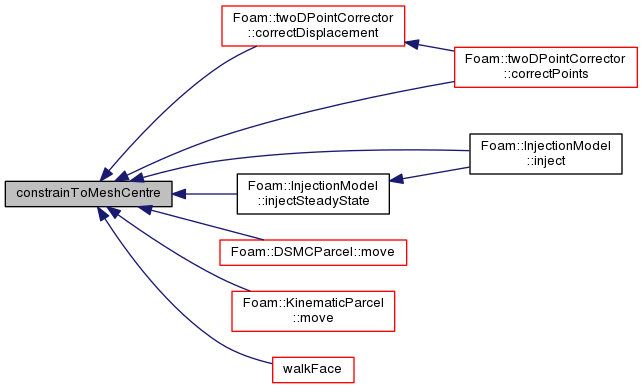 Foam::twoDPointCorrector
::correctDisplacement
Foam::twoDPointCorrector
::correctPoints
Foam::InjectionModel
::inject
constrainToMeshCentre
Foam::InjectionModel
::injectSteadyState
Foam::DSMCParcel::move
Foam::KinematicParcel
::move
walkFace